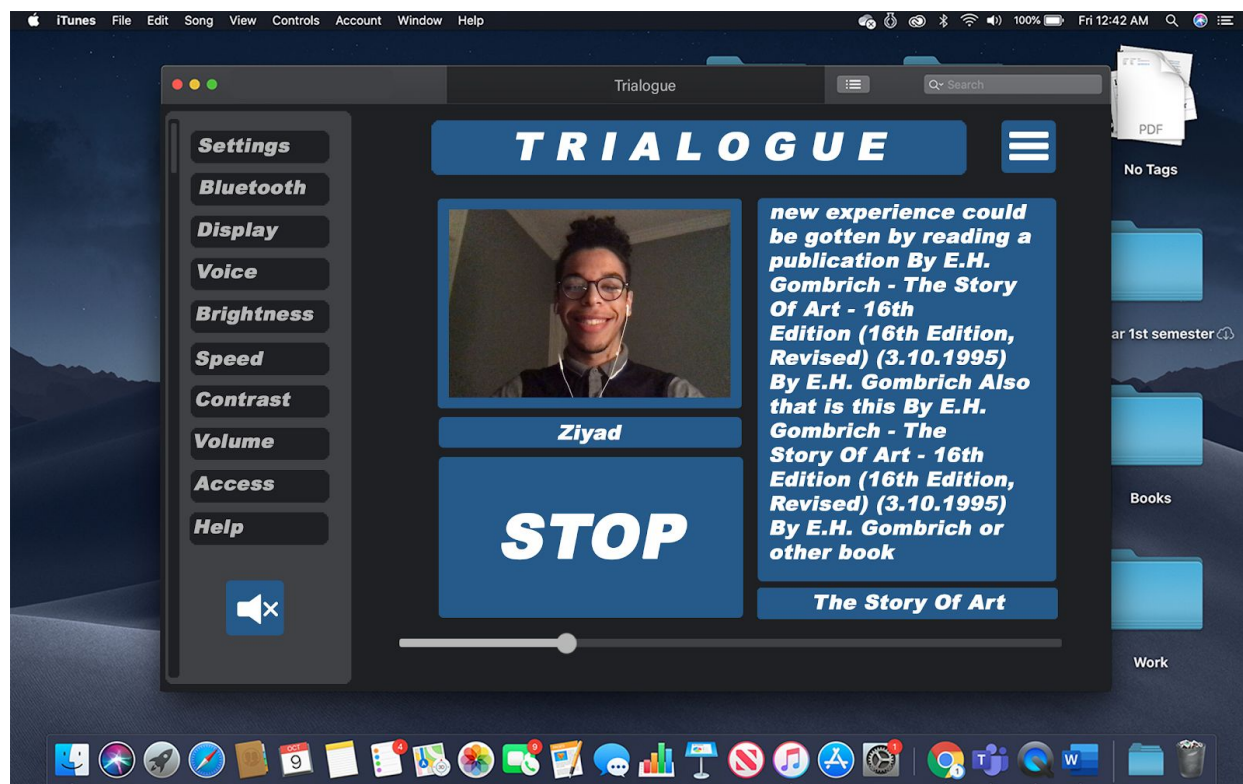 iTunes File Edit Song View Controls Account Window Help
100% Fri 12:42 AM
Trialogue
Search
PDF
No Tags
ar 1st semester
Books
Work
Settings
Bluetooth
Display
Voice
Brightness
Speed
Contrast
Volume
Access
Help
TRIALOGUE
Ziyad
STOP
new experience could
be gotten by reading a
publication By E.H.
Gombrich - The Story
Of Art - 16th
Edition (16th Edition,
Revised) (3.10.1995)
By E.H. Gombrich Also
that is this By E.H.
Gombrich - The
Story Of Art - 16th
Edition (16th Edition,
Revised) (3.10.1995)
By E.H. Gombrich or
other book
The Story Of Art
OCT
9
4
9
1
T
W